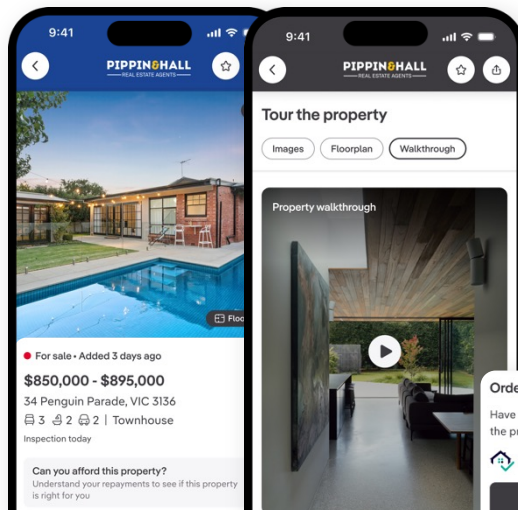 9:41
PIPPIN&HALL
REAL ESTATE AGENTS
For sale • Added 3 days ago
$850,000 - $895,000
34 Penguin Parade, VIC 3136
3 2 2 | Townhouse
Inspection today
Can you afford this property?
Understand your repayments to see if this property
is right for you
9:41
PIPPIN&HALL
REAL ESTATE AGENTS
Tour the property
Images
Floorplan
Walkthrough
Property walkthrough
Have